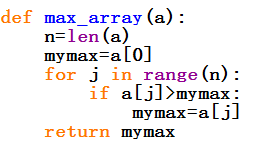 def max_array(a):
    n=len(a)
    mymax=a[0]
    for j in range(n):
        if a[j]>mymax:
            mymax=a[j]
    return mymax